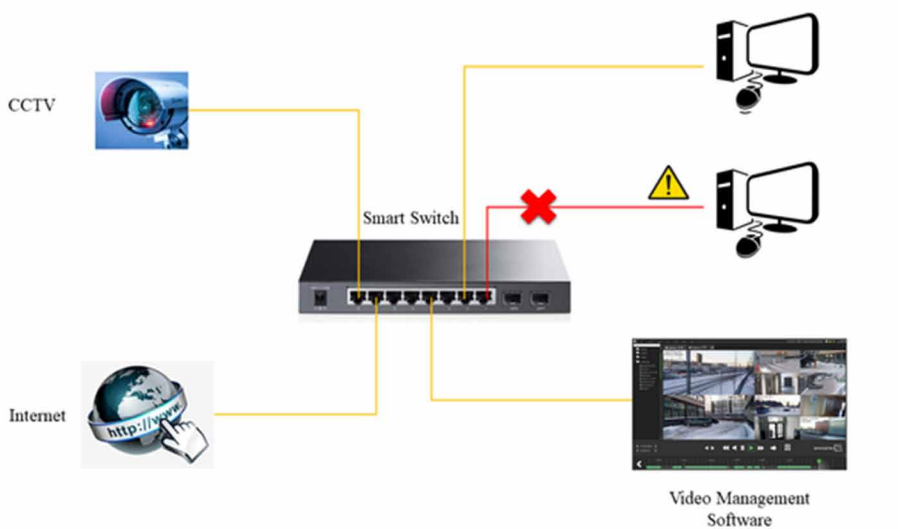 CCTV
Smart Switch
Internet
http://www.
Video Management
Software